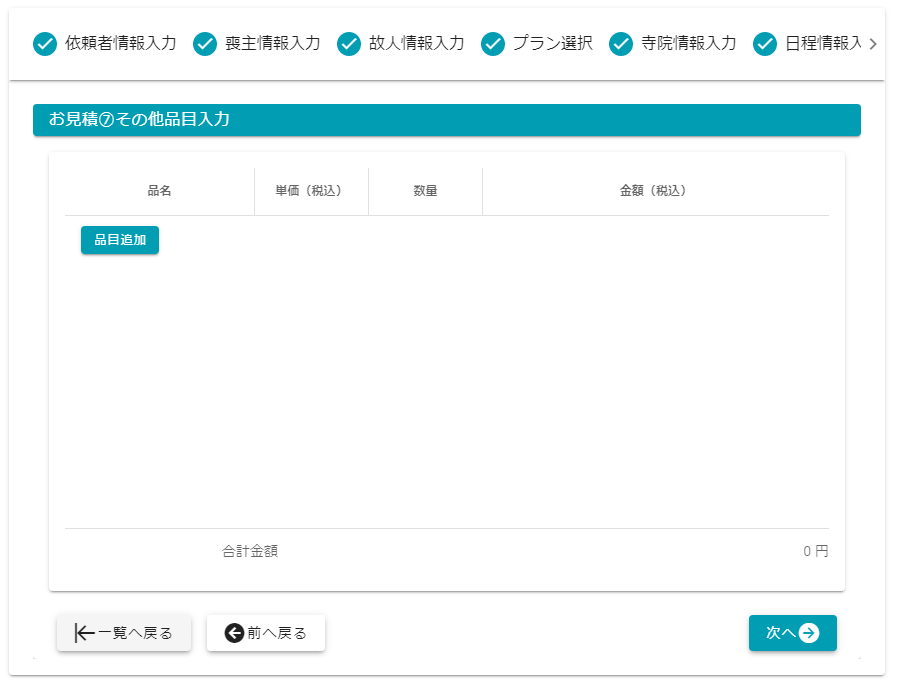 依頼者情報入力 喪主情報入力 故人情報入力 プラン選択 寺院情報入力 日程情報入
お見積⑦その他品目入力
品名 単価（税込） 数量 金額（税込）
品目追加
合計金額 0 円
一覧へ戻る 前へ戻る 次へ